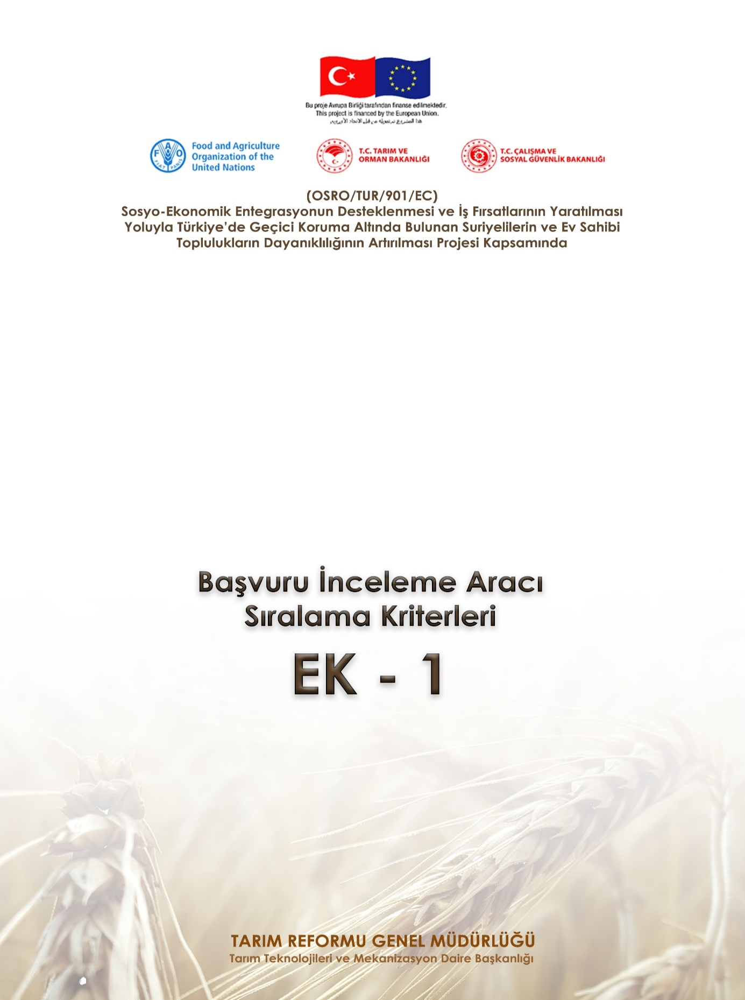 Bu proje Avrupa Birliği tarafından finanse edilmektedir.
This project is financed by the European Union.
هذا المشروع تم تمويله من قبل الاتحاد الأوروبي
FAO
FIAT PANIS
Food and Agriculture
Organization of the
United Nations
T.C. TARIM VE
ORMAN BAKANLIĞI
T.C. ÇALIŞMA VE
SOSYAL GÜVENLİK BAKANLIĞI
(OSRO/TUR/901/EC)
Sosyo-Ekonomik Entegrasyonun Desteklenmesi ve İş Fırsatlarının Yaratılması
Yoluyla Türkiye’de Geçici Koruma Altında Bulunan Suriyelilerin ve Ev Sahibi
Toplulukların Dayanıklılığının Artırılması Projesi Kapsamında
Başvuru İnceleme Aracı
Sıralama Kriterleri
EK - 1
TARIM REFORMU GENEL MÜDÜRLÜĞÜ
Tarım Teknolojileri ve Mekanizasyon Daire Başkanlığı